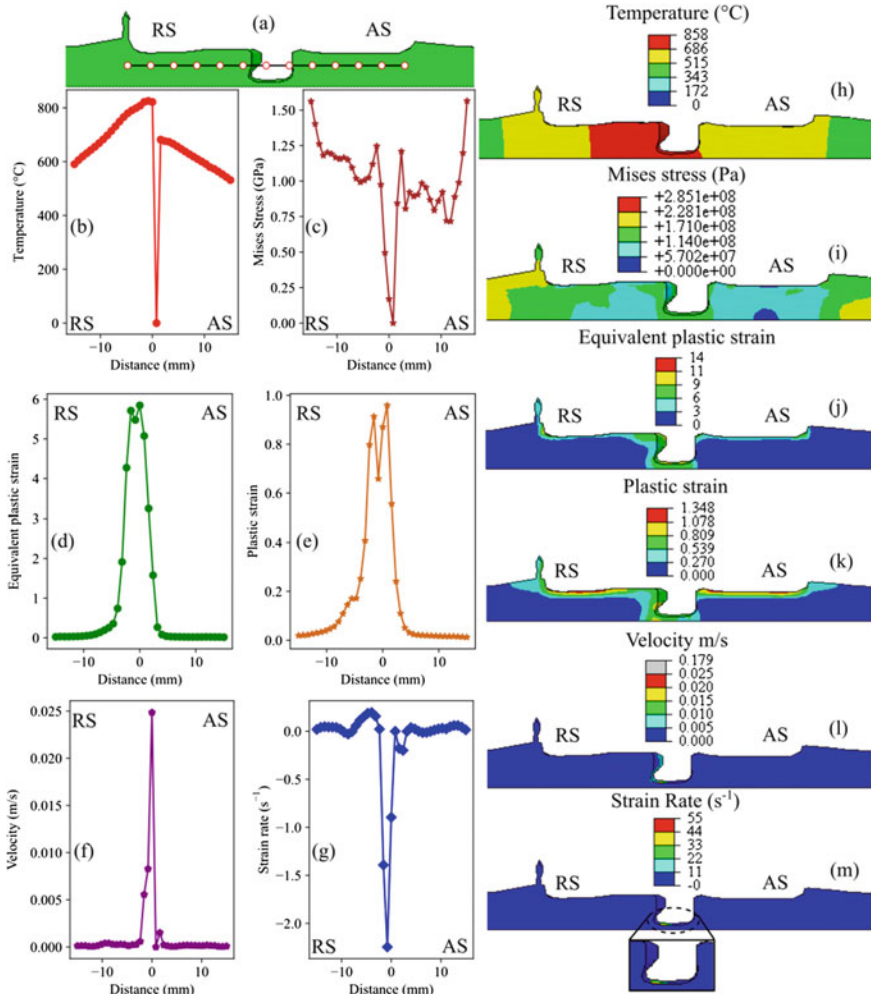 RS (a) AS
800
600
400
200
0
Temperature (°C)
(b)
RS AS
−10 0 10
Distance (mm)
1.50
1.25
1.00
0.75
0.50
0.25
0.00
Mises Stress (GPa)
(c)
RS AS
−10 0 10
Distance (mm)
RS AS
6
5
4
3
2
1
0
Equivalent plastic strain
(d)
−10 0 10
Distance (mm)
RS AS
1.0
0.8
0.6
0.4
0.2
0.0
Plastic strain
(e)
−10 0 10
Distance (mm)
RS AS
0.025
0.020
0.015
0.010
0.005
0.000
Velocity (m/s)
(f)
−10 0 10
Distance (mm)
0.0
−0.5
−1.0
−1.5
−2.0
Strain rate (s⁻¹)
(g)
RS AS
−10 0 10
Distance (mm)
Temperature (°C)
858
686
515
343
172
0
RS AS (h)
Mises stress (Pa)
+2.851e+08
+2.281e+08
+1.710e+08
+1.140e+08
+5.702e+07
+0.000e+00
RS AS (i)
Equivalent plastic strain
14
11
9
6
3
0
RS AS (j)
Plastic strain
1.348
1.078
0.809
0.539
0.270
0.000
RS AS (k)
Velocity m/s
0.179
0.025
0.020
0.015
0.010
0.005
0.000
RS AS (l)
Strain Rate (s⁻¹)
55
44
33
22
11
-0
RS AS (m)